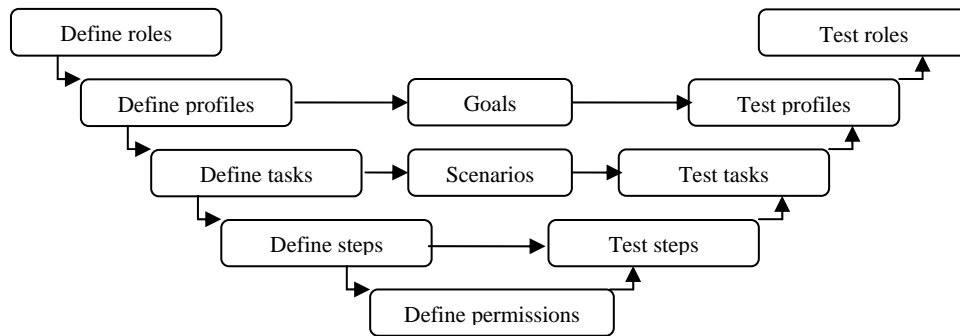 Define roles
Test roles
Define profiles
Goals
Test profiles
Define tasks
Scenarios
Test tasks
Define steps
Test steps
Define permissions